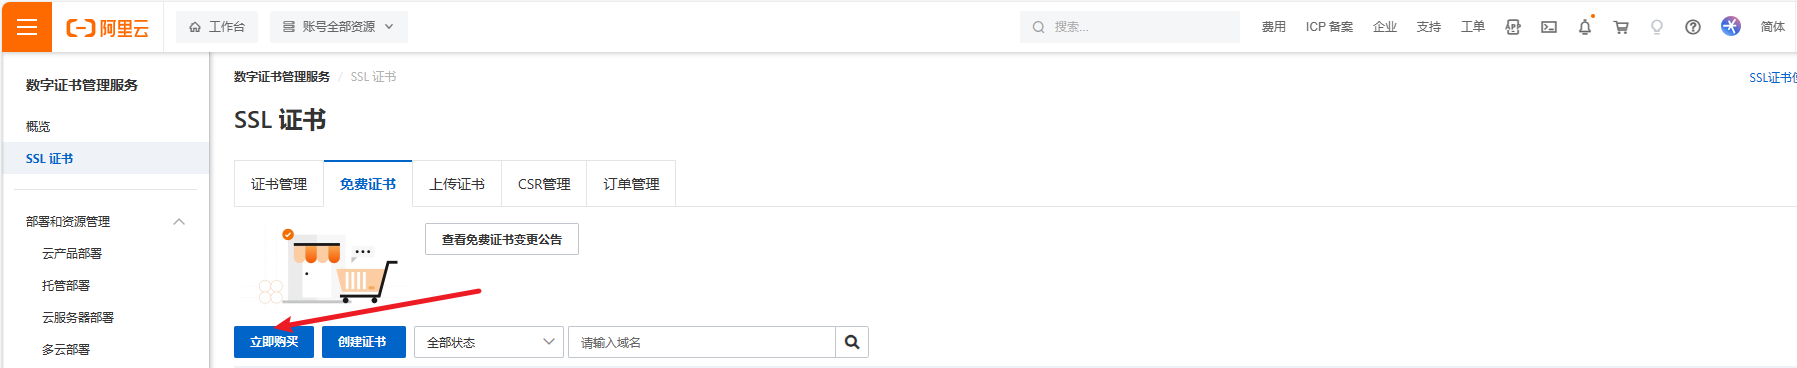 阿里云 工作台 账号全部资源 搜索... 费用 ICP 备案 企业 支持 工单 简体
数字证书管理服务
概览
SSL 证书
部署和资源管理
云产品部署
托管部署
云服务器部署
多云部署
数字证书管理服务 / SSL 证书
SSL证书
SSL 证书
证书管理 免费证书 上传证书 CSR管理 订单管理
查看免费证书变更公告
立即购买 创建证书 全部状态 请输入域名